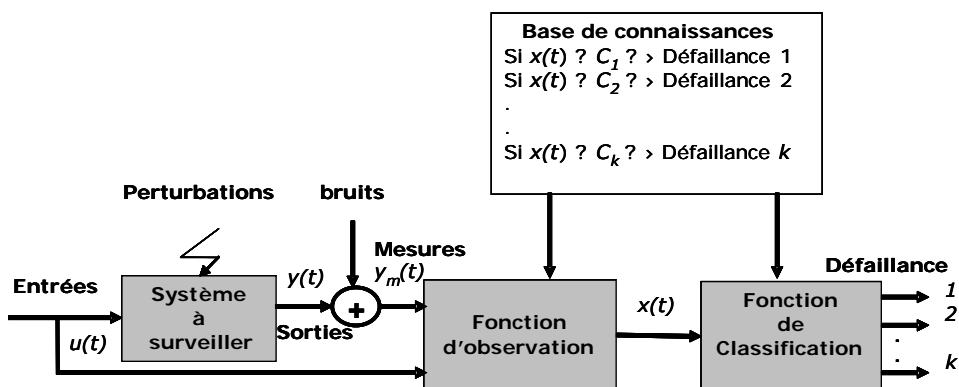 Base de connaissances
Si x(t) ? C1 ? › Défaillance 1
Si x(t) ? C2 ? › Défaillance 2
.
.
Si x(t) ? Ck ? › Défaillance k
Perturbations
bruits
Mesures
ym(t)
y(t)
Entrées
u(t)
Système
à
surveiller
+
Sorties
Fonction
d'observation
x(t)
Fonction
de
Classification
Défaillance
1
2
.
.
k